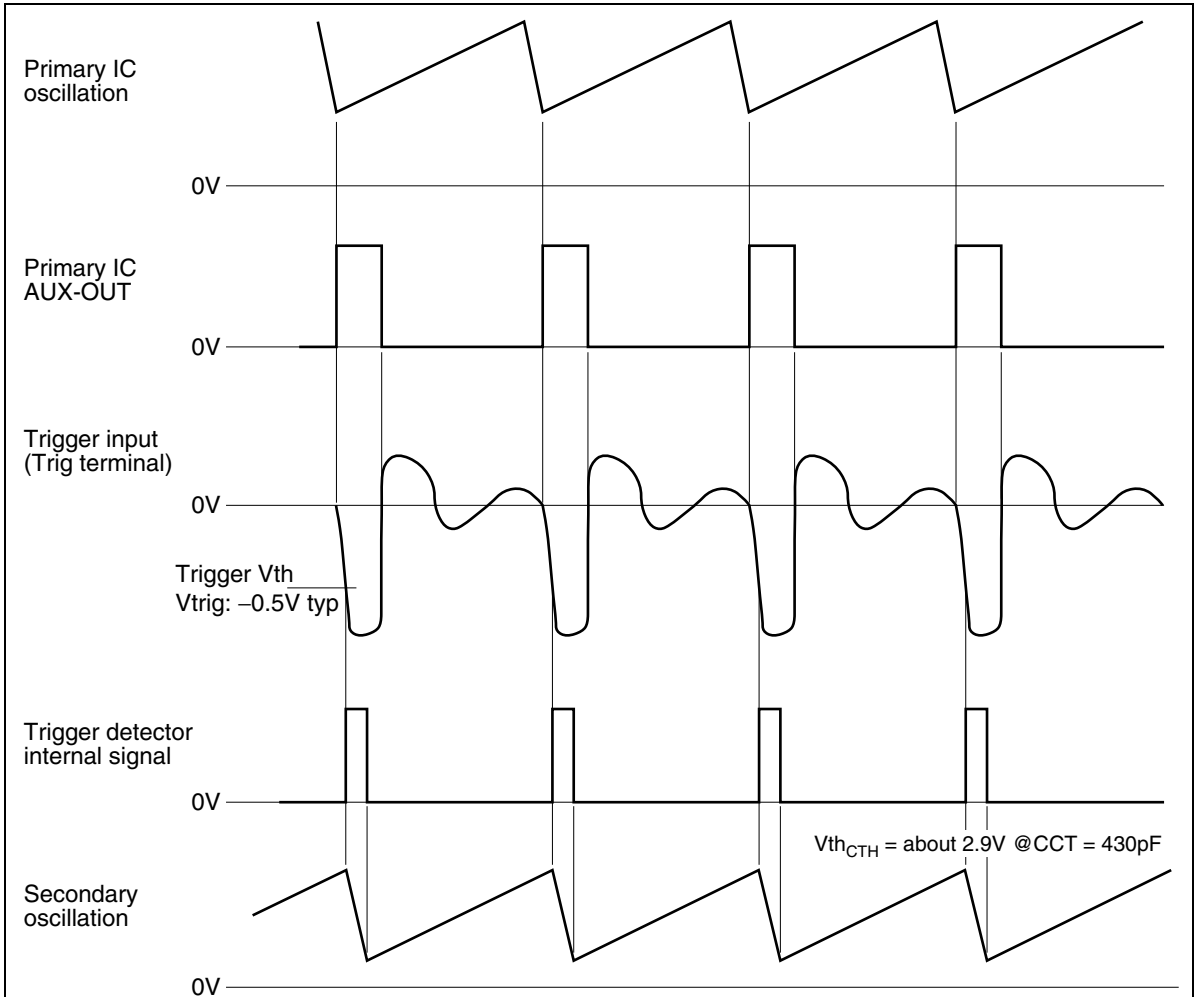 Primary IC
oscillation
0V
Primary IC
AUX-OUT
0V
Trigger input
(Trig terminal)
0V
Trigger Vth
Vtrig: −0.5V typ
Trigger detector
internal signal
0V
VthCTH = about 2.9V @CCT = 430pF
Secondary
oscillation
0V